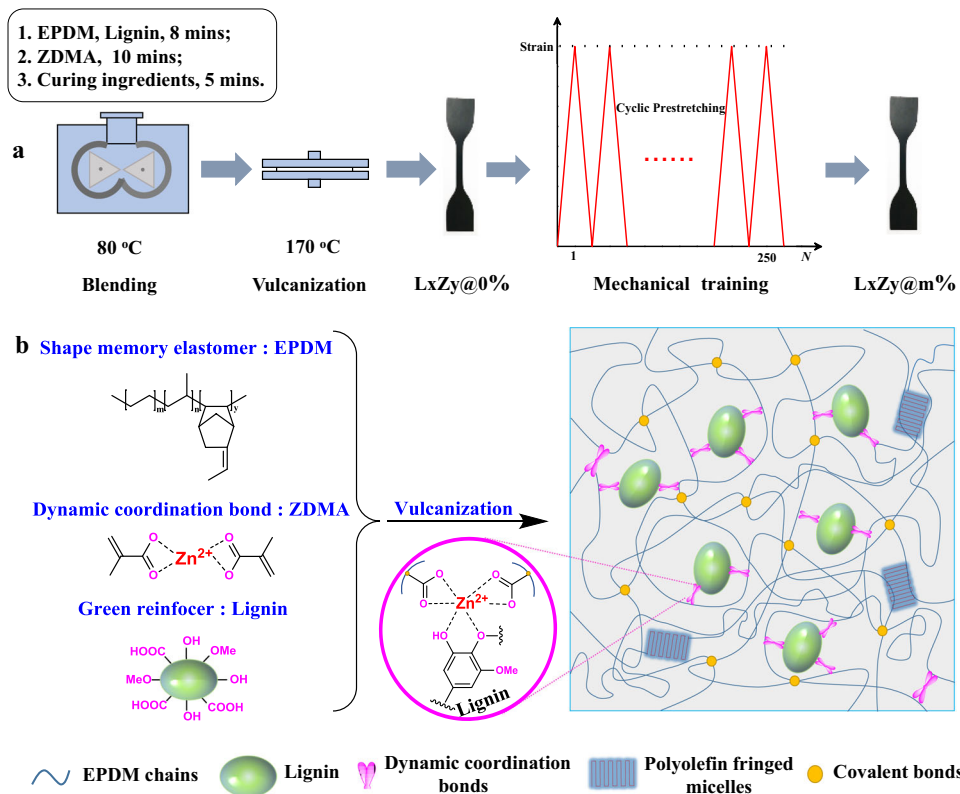 1. EPDM, Lignin, 8 mins;
2. ZDMA, 10 mins;
3. Curing ingredients, 5 mins.
a
80 °C
Blending
170 °C
Vulcanization
LxZy@0%
Strain
Cyclic Prestretching
......
1
250
N
Mechanical training
LxZy@m%
b
Shape memory elastomer : EPDM
m
n
y
Dynamic coordination bond : ZDMA
O
O
Zn2+
O
O
Green reinfocer : Lignin
OH
HOOC
OMe
MeO
OH
HOOC
COOH
OH
Vulcanization
O
O
Zn2+
O
O
HO
O
OMe
Lignin
EPDM chains
Lignin
Dynamic coordination
bonds
Polyolefin fringed
micelles
Covalent bonds